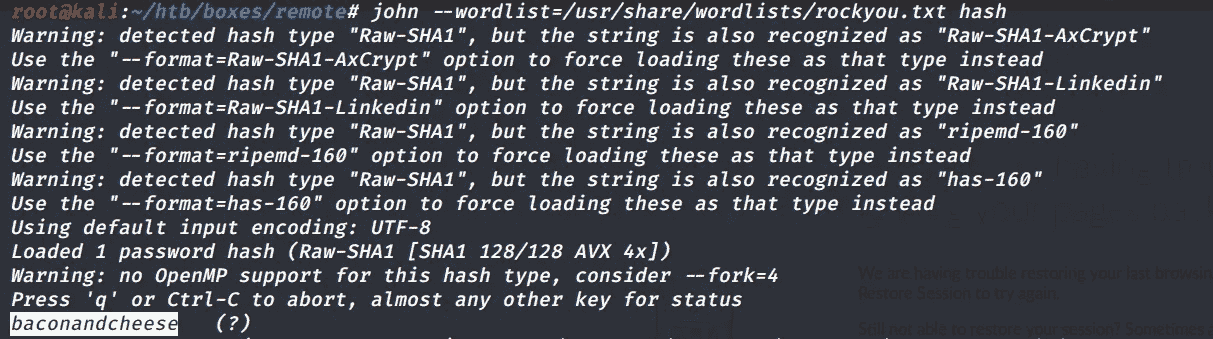 root@kali:~/htb/boxes/remote# john --wordlist=/usr/share/wordlists/rockyou.txt hash
Warning: detected hash type "Raw-SHA1", but the string is also recognized as "Raw-SHA1-AxCrypt"
Use the "--format=Raw-SHA1-AxCrypt" option to force loading these as that type instead
Warning: detected hash type "Raw-SHA1", but the string is also recognized as "Raw-SHA1-Linkedin"
Use the "--format=Raw-SHA1-Linkedin" option to force loading these as that type instead
Warning: detected hash type "Raw-SHA1", but the string is also recognized as "ripemd-160"
Use the "--format=ripemd-160" option to force loading these as that type instead
Warning: detected hash type "Raw-SHA1", but the string is also recognized as "has-160"
Use the "--format=has-160" option to force loading these as that type instead
Using default input encoding: UTF-8
Loaded 1 password hash (Raw-SHA1 [SHA1 128/128 AVX 4x])
Warning: no OpenMP support for this hash type, consider --fork=4
Press 'q' or Ctrl-C to abort, almost any other key for status
baconandcheese (?)
We are having trouble restoring your last browsing
Restore Session to try again.
Still not able to restore your session? Sometimes a